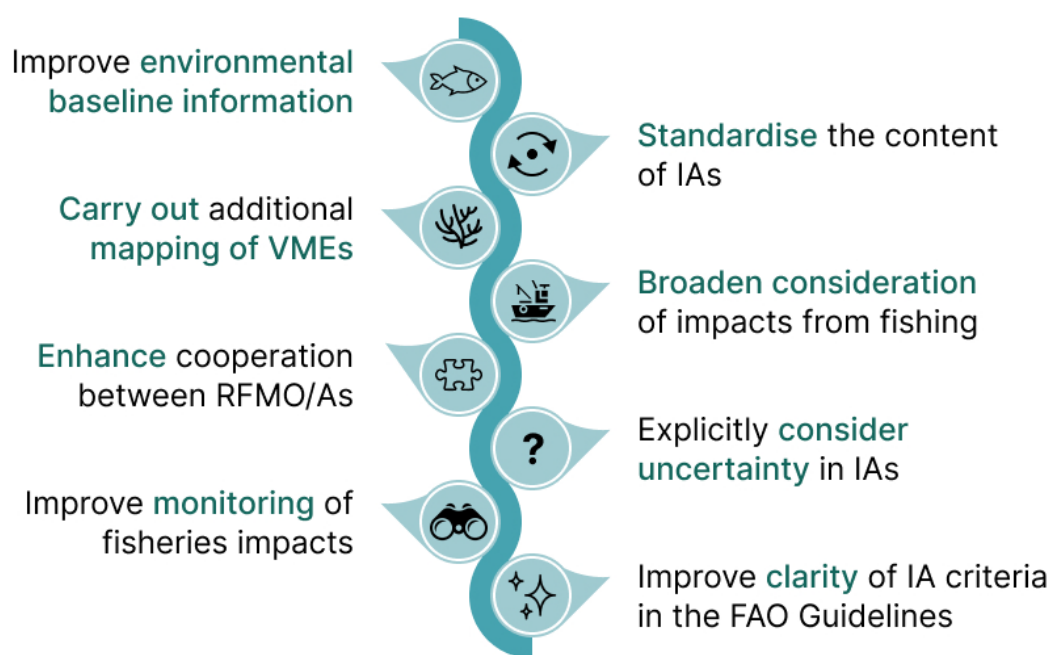 Improve environmental
baseline information
Standardise the content
of IAs
Carry out additional
mapping of VMEs
Broaden consideration
of impacts from fishing
Enhance cooperation
between RFMO/As
?
Explicitly consider
uncertainty in IAs
Improve monitoring of
fisheries impacts
Improve clarity of IA criteria
in the FAO Guidelines